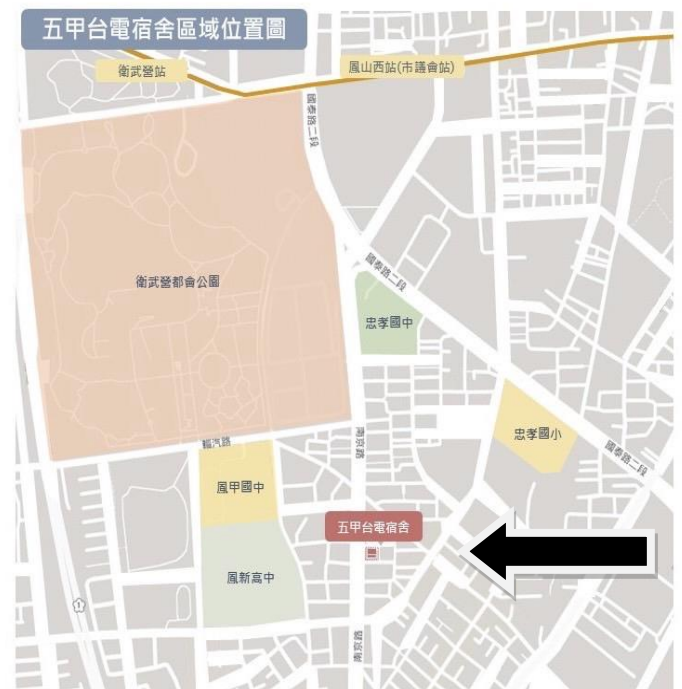 五甲台電宿舍區域位置圖
衛武營站
鳳山西站(市議會站)
國泰路二段
衛武營都會公園
國泰路二段
忠孝國中
忠孝國小
南京路
輜汽路
國泰路二段
鳳甲國中
五甲台電宿舍
鳳新高中
1
南京路